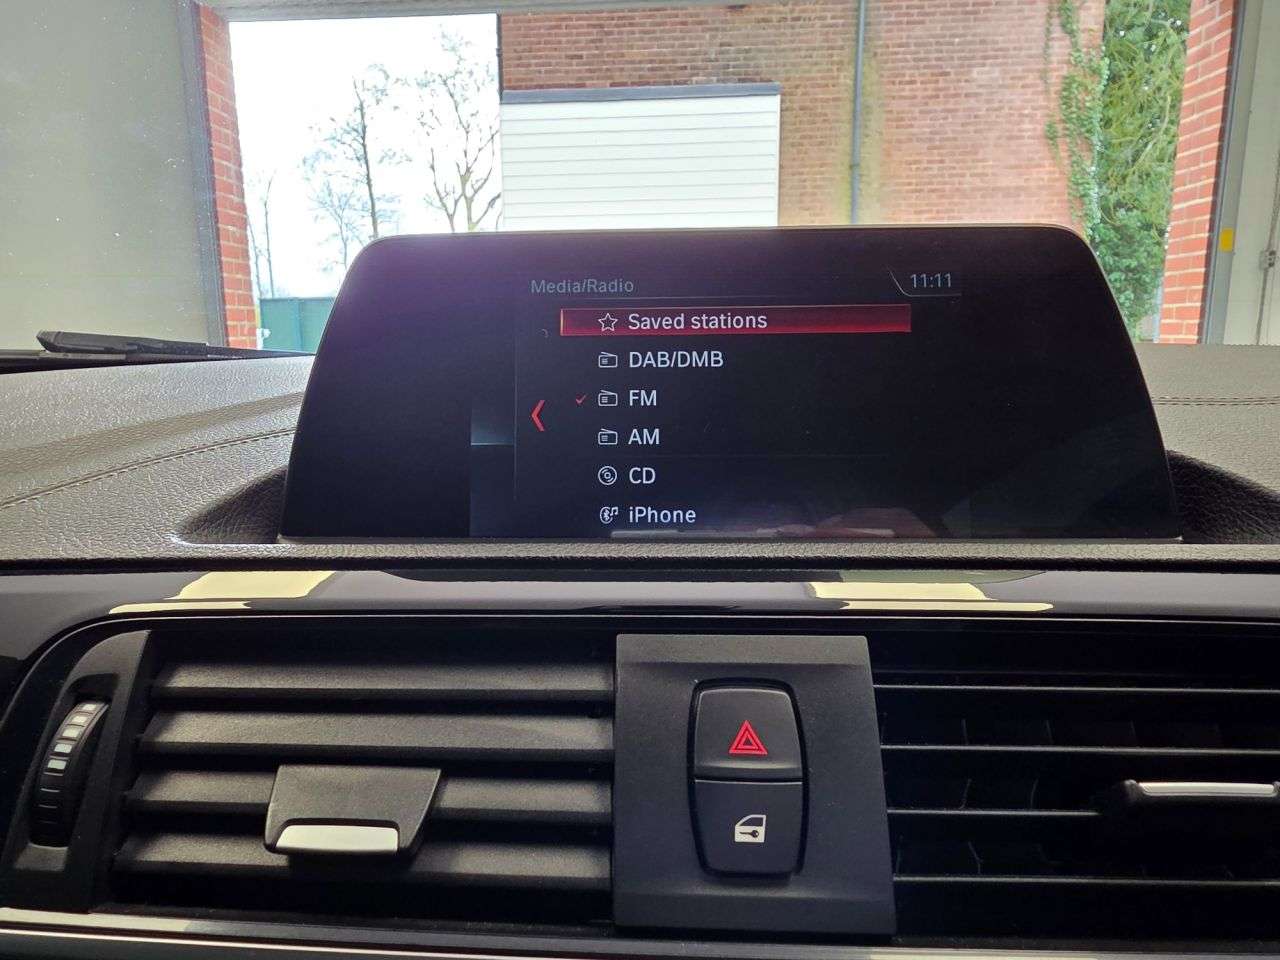 Media/Radio
11:11
Saved stations
DAB/DMB
FM
AM
CD
iPhone